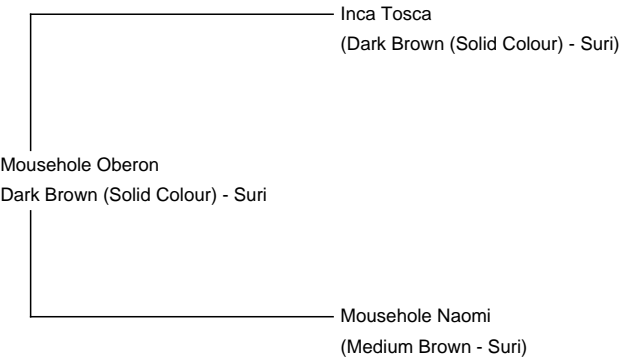 Inca Tosca
(Dark Brown (Solid Colour) - Suri)
Mousehole Oberon
Dark Brown (Solid Colour) - Suri
Mousehole Naomi
(Medium Brown - Suri)